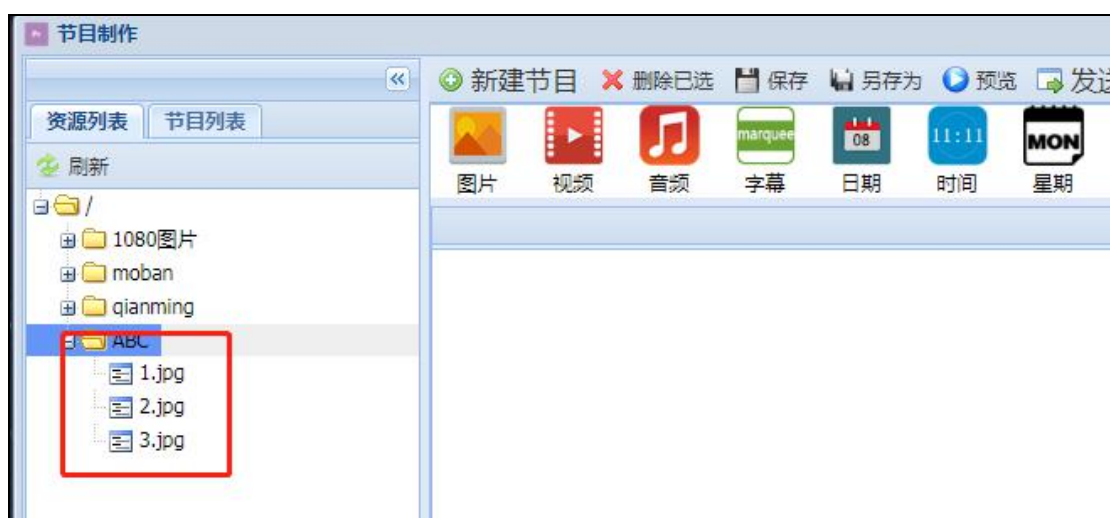 节目制作
新建节目 删除已选 保存 另存为 预览 发送
资源列表 节目列表
marquee 08 11:11 MON
刷新
图片 视频 音频 字幕 日期 时间 星期
/
1080图片
moban
qianming
ABC
1.jpg
2.jpg
3.jpg